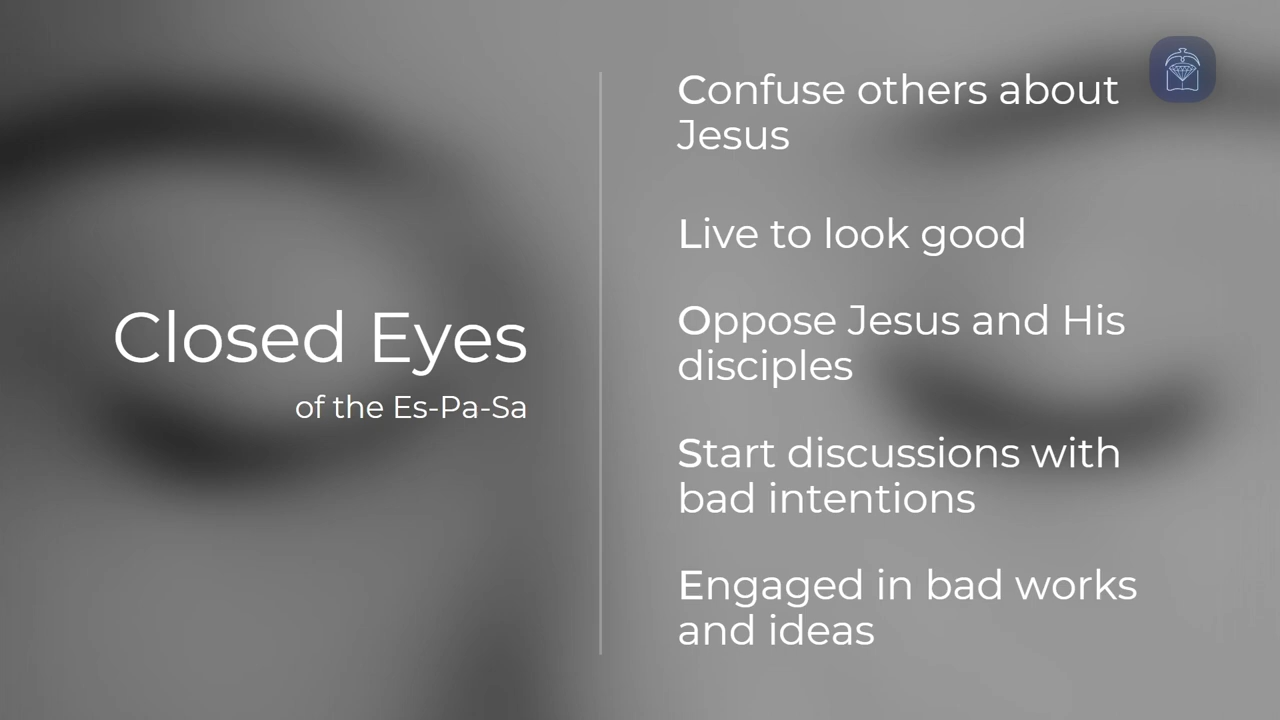 Closed Eyes
of the Es-Pa-Sa
Confuse others about
Jesus
Live to look good
Oppose Jesus and His
disciples
Start discussions with
bad intentions
Engaged in bad works
and ideas